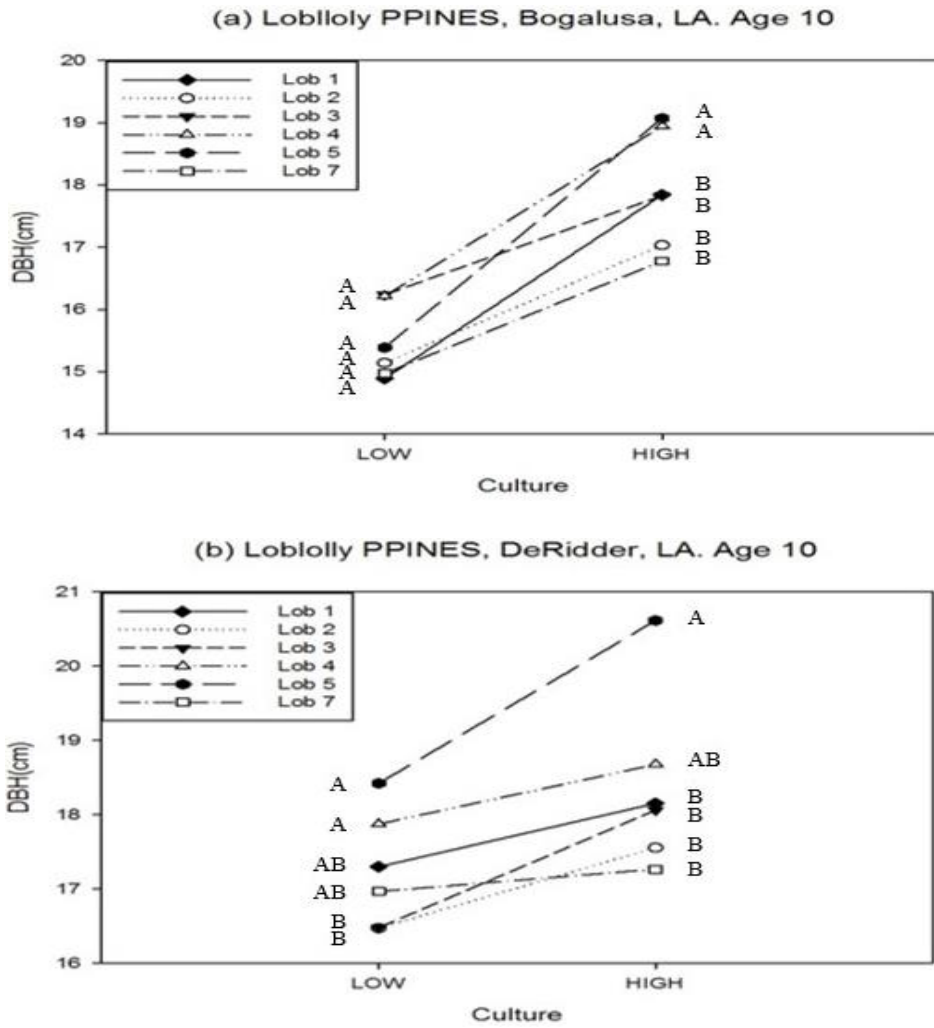 (a) Loblloly PPINES, Bogalusa, LA. Age 10
20
19
18
17
16
15
14
DBH(cm)
Lob 1
Lob 2
Lob 3
Lob 4
Lob 5
Lob 7
A
A
A
A
A
A
A
A
B
B
B
B
LOW HIGH
Culture
(b) Loblolly PPINES, DeRidder, LA. Age 10
21
20
19
18
17
16
DBH(cm)
Lob 1
Lob 2
Lob 3
Lob 4
Lob 5
Lob 7
A
A
AB
AB
B
B
A
AB
B
B
B
B
LOW HIGH
Culture